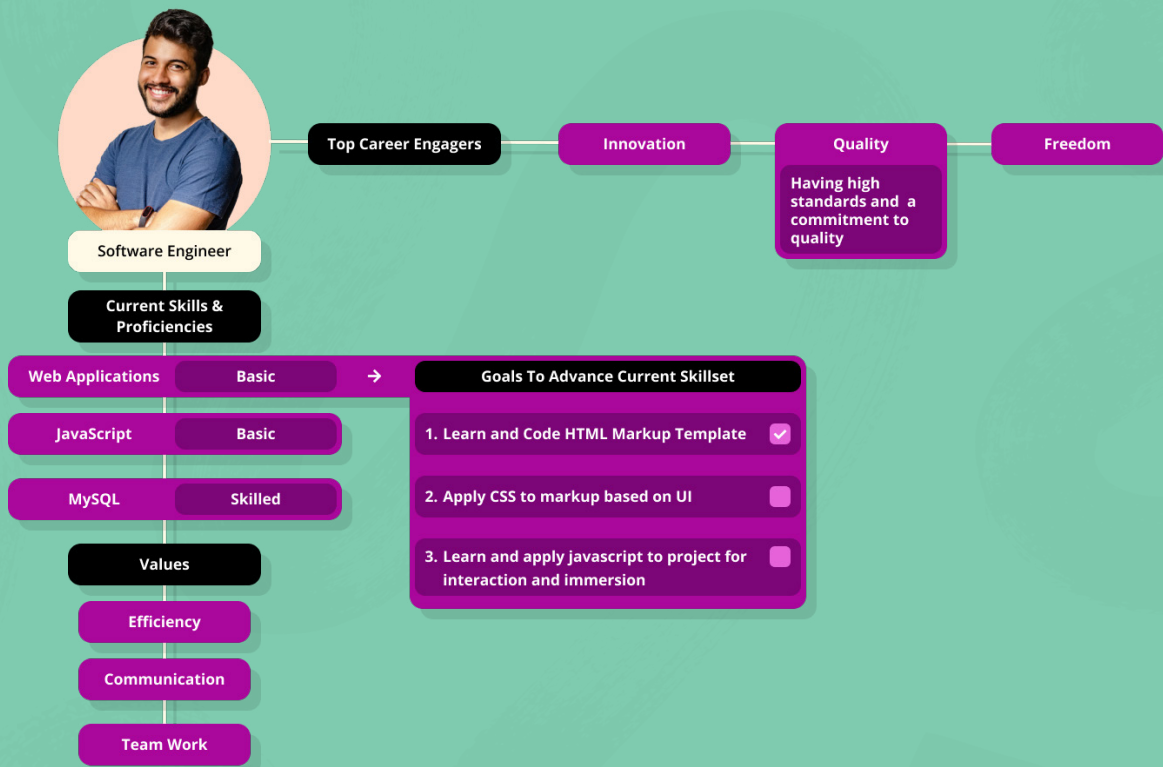 Top Career Engagers
Innovation
Quality
Freedom
Having high
standards and  a
commitment to
quality
Software Engineer
Current Skills &
Proficiencies
Web Applications
Basic
→
Goals To Advance Current Skillset
JavaScript
Basic
1. Learn and Code HTML Markup Template
MySQL
Skilled
2. Apply CSS to markup based on UI
3. Learn and apply javascript to project for
interaction and immersion
Values
Efficiency
Communication
Team Work